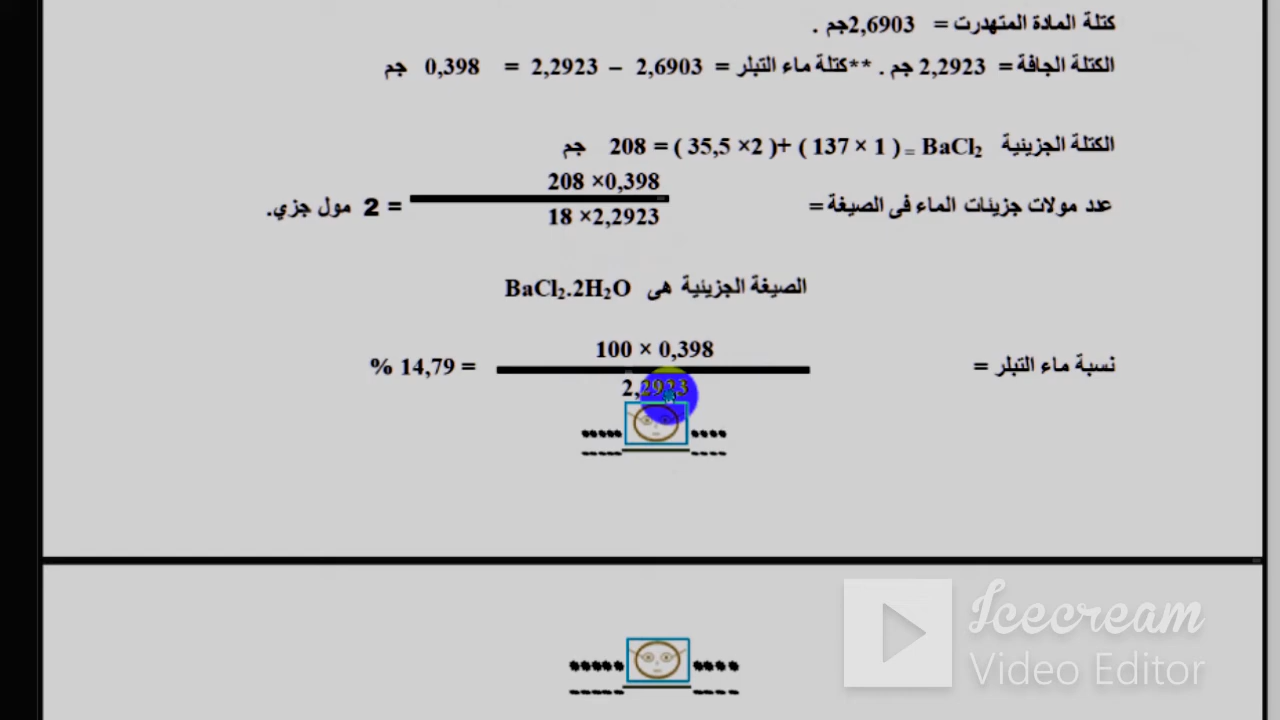 كتلة المادة المتهدرت = 2,6903جم .
الكتلة الجافة = 2,2923 جم . **كتلة ماء التبلر = 2,6903 – 2,2923 = 0,398 جم
الكتلة الجزيئية BaCl₂ = ( 1 × 137 ) +( 2× 35,5 ) = 208 جم
208 ×0,398
عدد مولات جزيئات الماء فى الصيغة = = 2 مول جزي.
18 ×2,2923
الصيغة الجزيئية هى BaCl₂.2H₂O
100 × 0,398
نسبة ماء التبلر = = 14,79 %
2,2923
Icecream
Video Editor